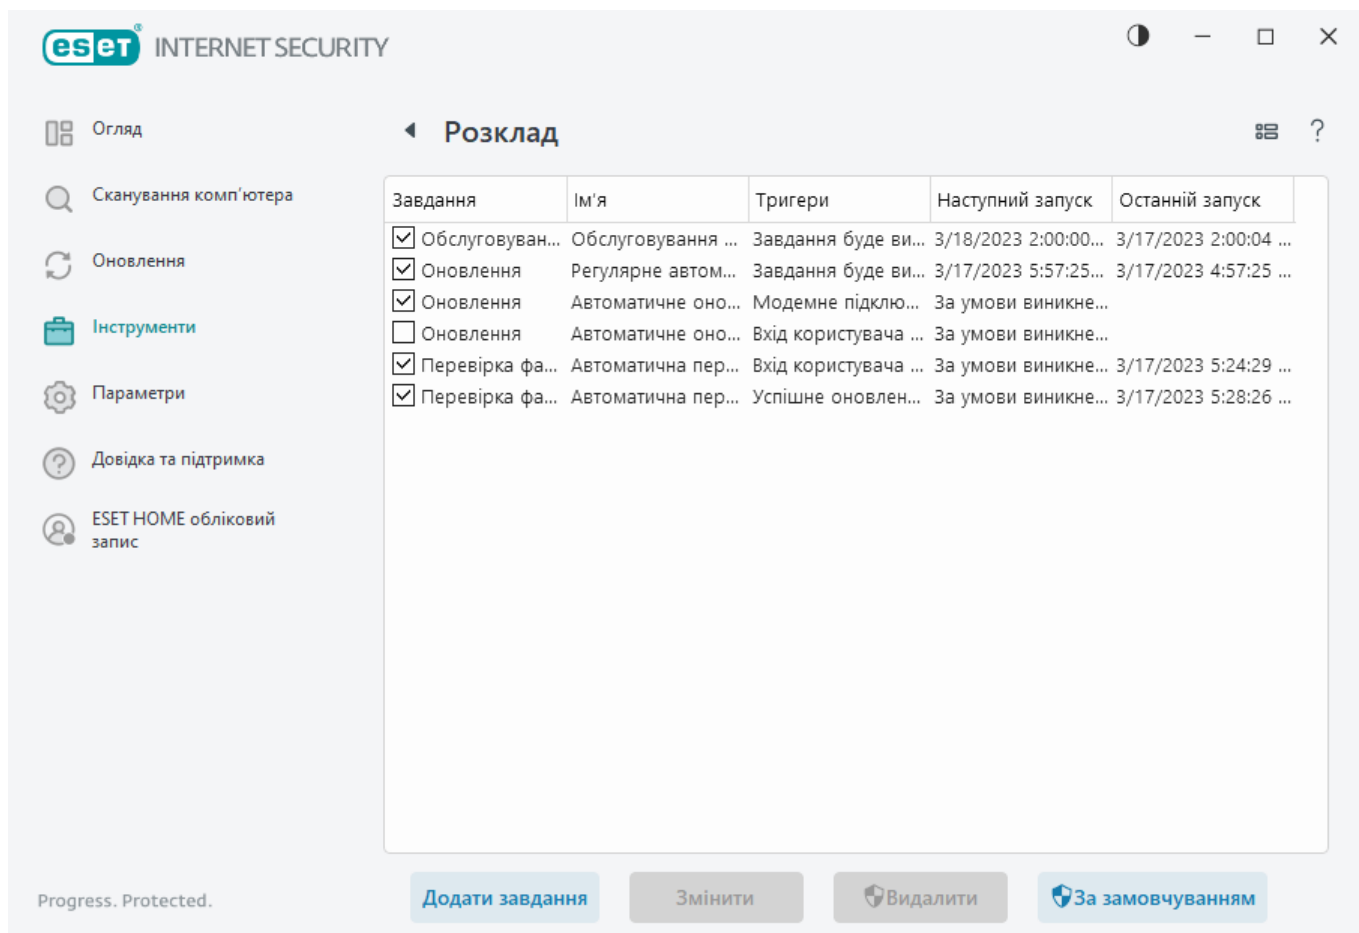 eset® INTERNET SECURITY
Огляд
Сканування комп'ютера
Оновлення
Інструменти
Параметри
Довідка та підтримка
ESET HOME обліковий
запис
Progress. Protected.
Розклад
?
Завдання Ім'я Тригери Наступний запуск Останній запуск
Обслуговуван... Обслуговування ... Завдання буде ви... 3/18/2023 2:00:00... 3/17/2023 2:00:04 ...
Оновлення Регулярне автом... Завдання буде ви... 3/17/2023 5:57:25... 3/17/2023 4:57:25 ...
Оновлення Автоматичне оно... Модемне підклю... За умови виникне...
Оновлення Автоматичне оно... Вхід користувача ... За умови виникне...
Перевірка фа... Автоматична пер... Вхід користувача ... За умови виникне... 3/17/2023 5:24:29 ...
Перевірка фа... Автоматична пер... Успішне оновлен... За умови виникне... 3/17/2023 5:28:26 ...
Додати завдання Змінити Видалити За замовчуванням